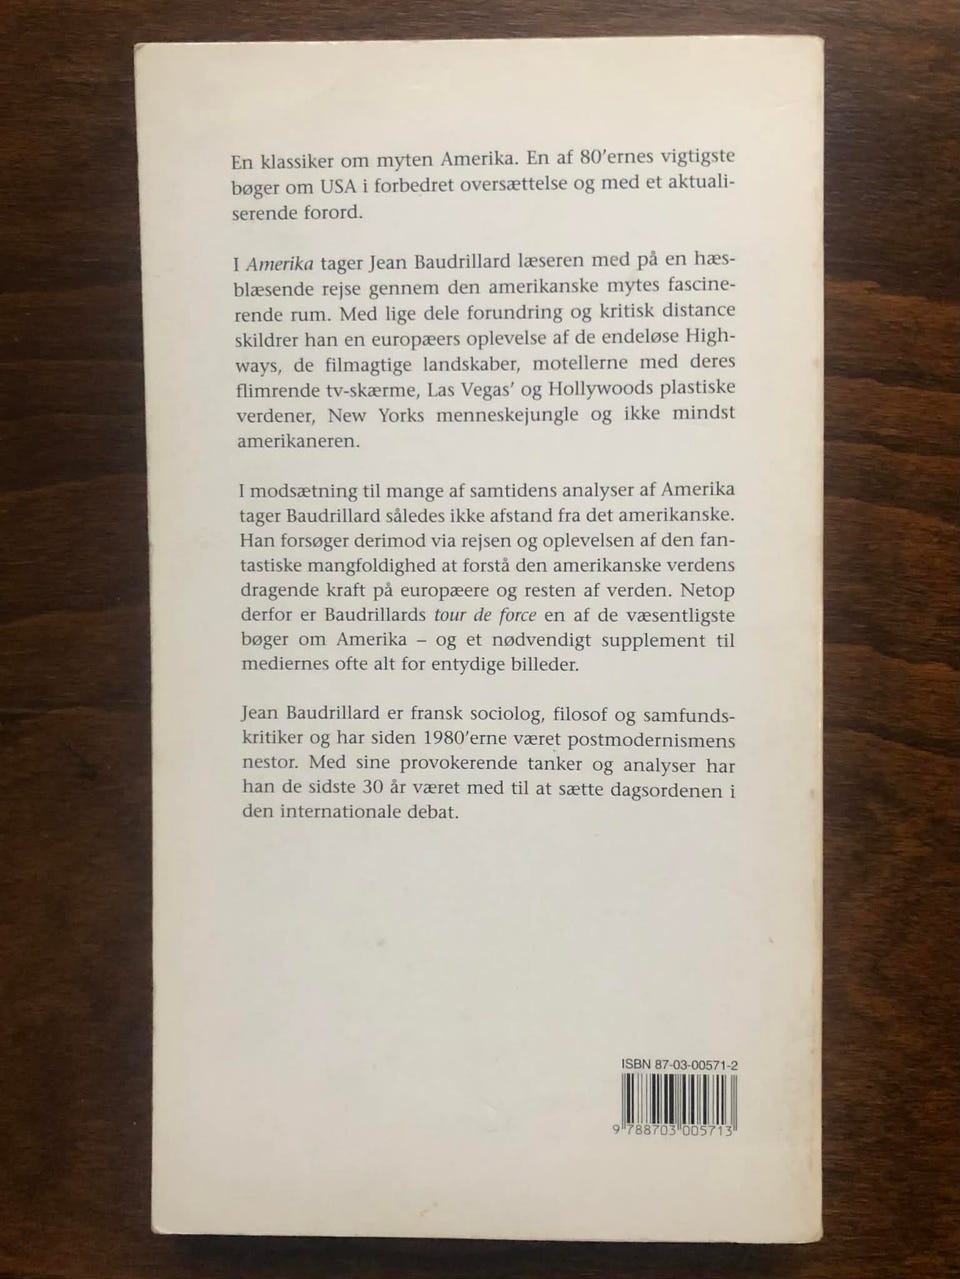 En klassiker om myten Amerika. En af 80'ernes vigtigste
bøger om USA i forbedret oversættelse og med et aktuali-
serende forord.
I Amerika tager Jean Baudrillard læseren med på en hæs-
blæsende rejse gennem den amerikanske mytes fascine-
rende rum. Med lige dele forundring og kritisk distance
skildrer han en europæers oplevelse af de endeløse High-
ways, de filmagtige landskaber, motellerne med deres
flimrende tv-skærme, Las Vegas' og Hollywoods plastiske
verdener, New Yorks menneskejungle og ikke mindst
amerikaneren.
I modsætning til mange af samtidens analyser af Amerika
tager Baudrillard således ikke afstand fra det amerikanske.
Han forsøger derimod via rejsen og oplevelsen af den fan-
tastiske mangfoldighed at forstå den amerikanske verdens
dragende kraft på europæere og resten af verden. Netop
derfor er Baudrillards tour de force en af de væsentligste
bøger om Amerika – og et nødvendigt supplement til
mediernes ofte alt for entydige billeder.
Jean Baudrillard er fransk sociolog, filosof og samfunds-
kritiker og har siden 1980'erne været postmodernismens
nestor. Med sine provokerende tanker og analyser har
han de sidste 30 år været med til at sætte dagsordenen i
den internationale debat.
ISBN 87-03-00571-2
9 788703 005713